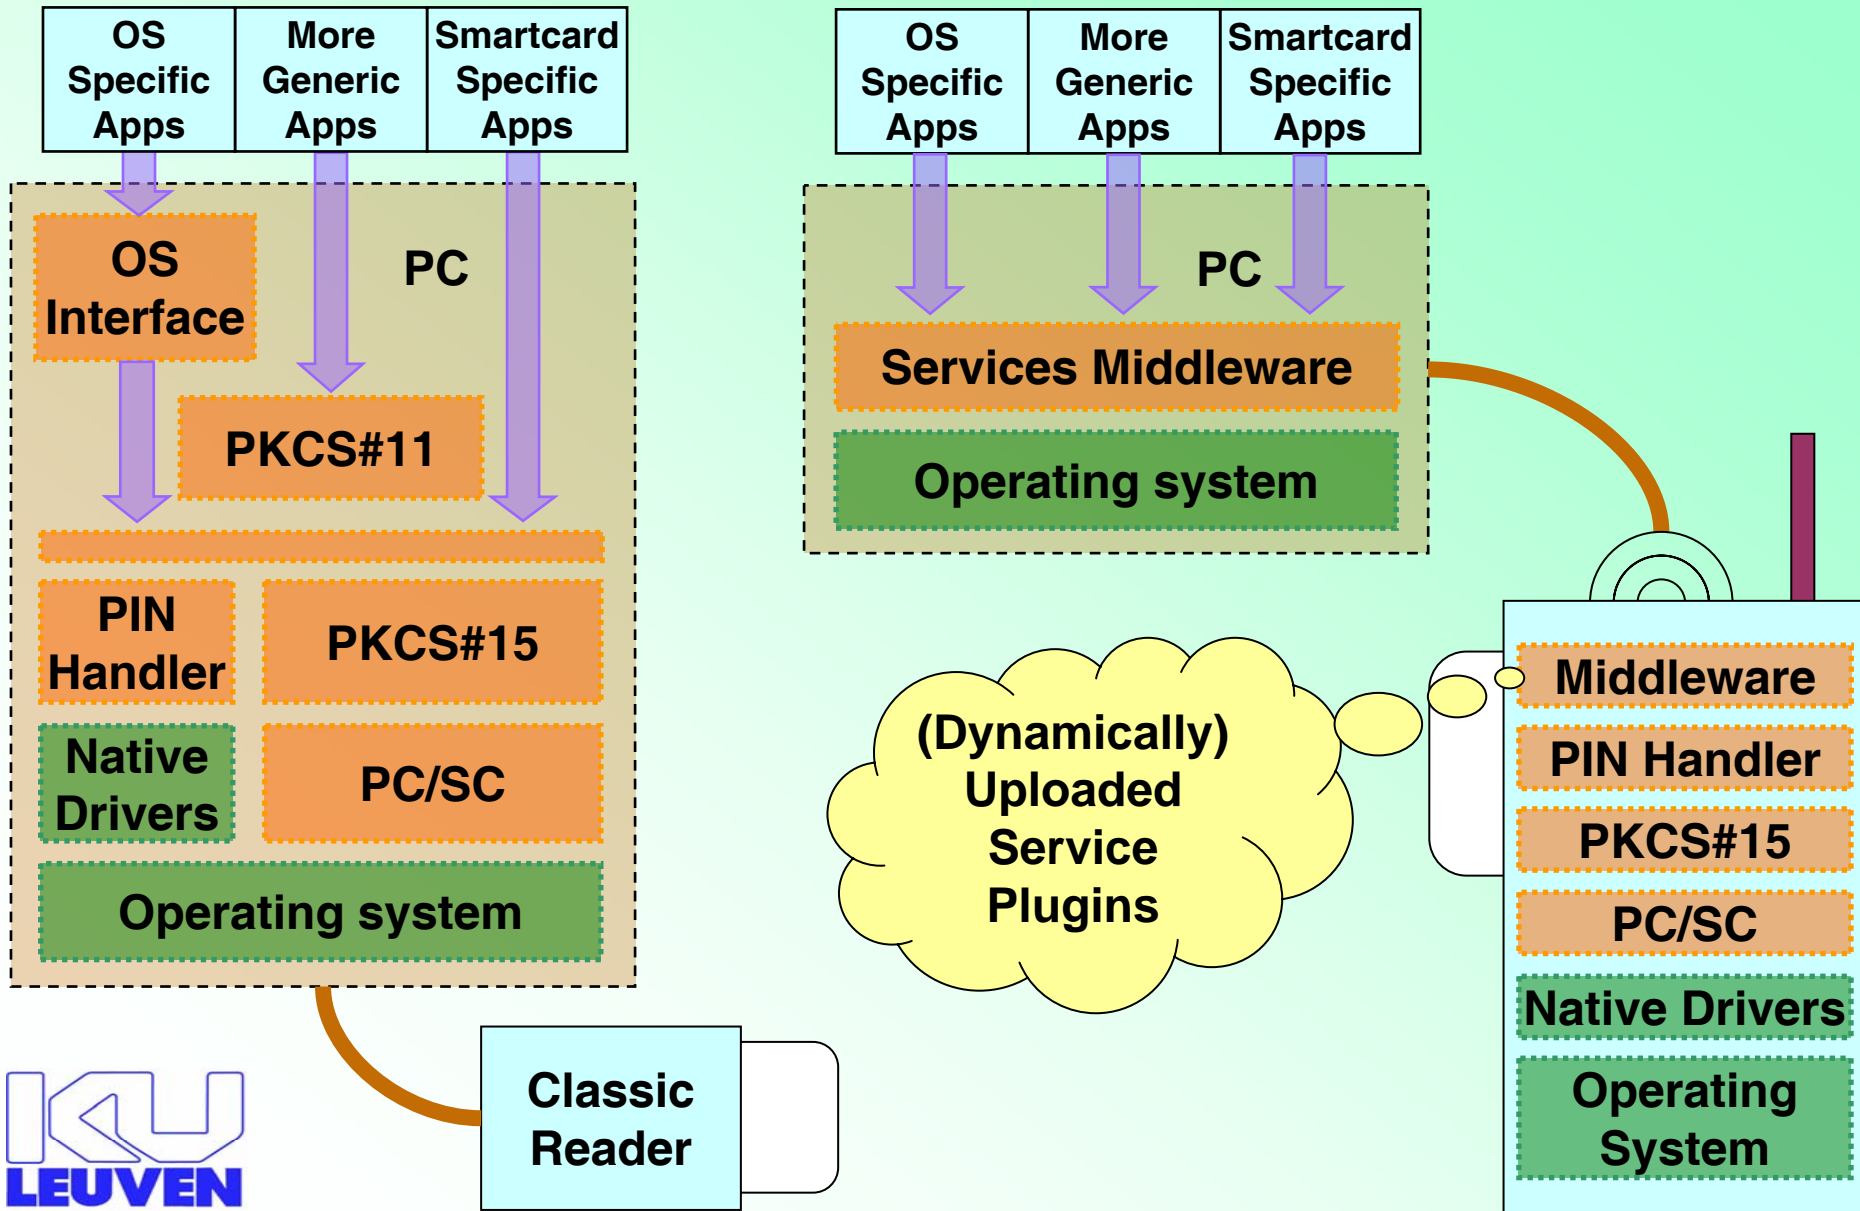 OS
Specific
Apps
More
Generic
Apps
Smartcard
Specific
Apps
OS
Interface
PC
PKCS#11
PIN
Handler
PKCS#15
Native
Drivers
PC/SC
Operating system
Classic
Reader
KU
LEUVEN
OS
Specific
Apps
More
Generic
Apps
Smartcard
Specific
Apps
PC
Services Middleware
Operating system
(Dynamically)
Uploaded
Service
Plugins
Middleware
PIN Handler
PKCS#15
PC/SC
Native Drivers
Operating
System